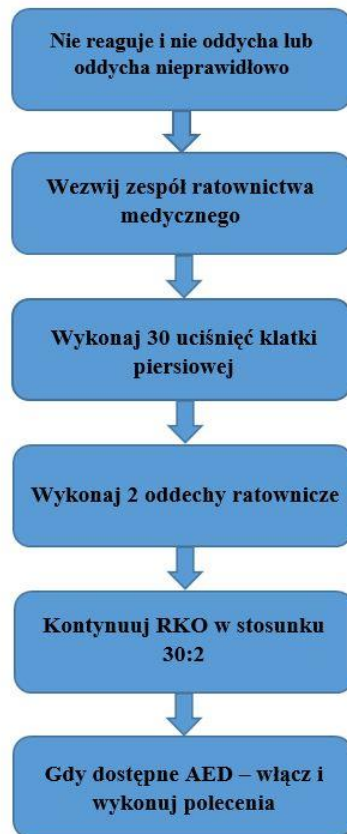 Nie reaguje i nie oddycha lub
oddycha nieprawidłowo
Wezwij zespół ratownictwa
medycznego
Wykonaj 30 uciśnięć klatki
piersiowej
Wykonaj 2 oddechy ratownicze
Kontynuuj RKO w stosunku
30:2
Gdy dostępne AED – włącz i
wykonuj polecenia